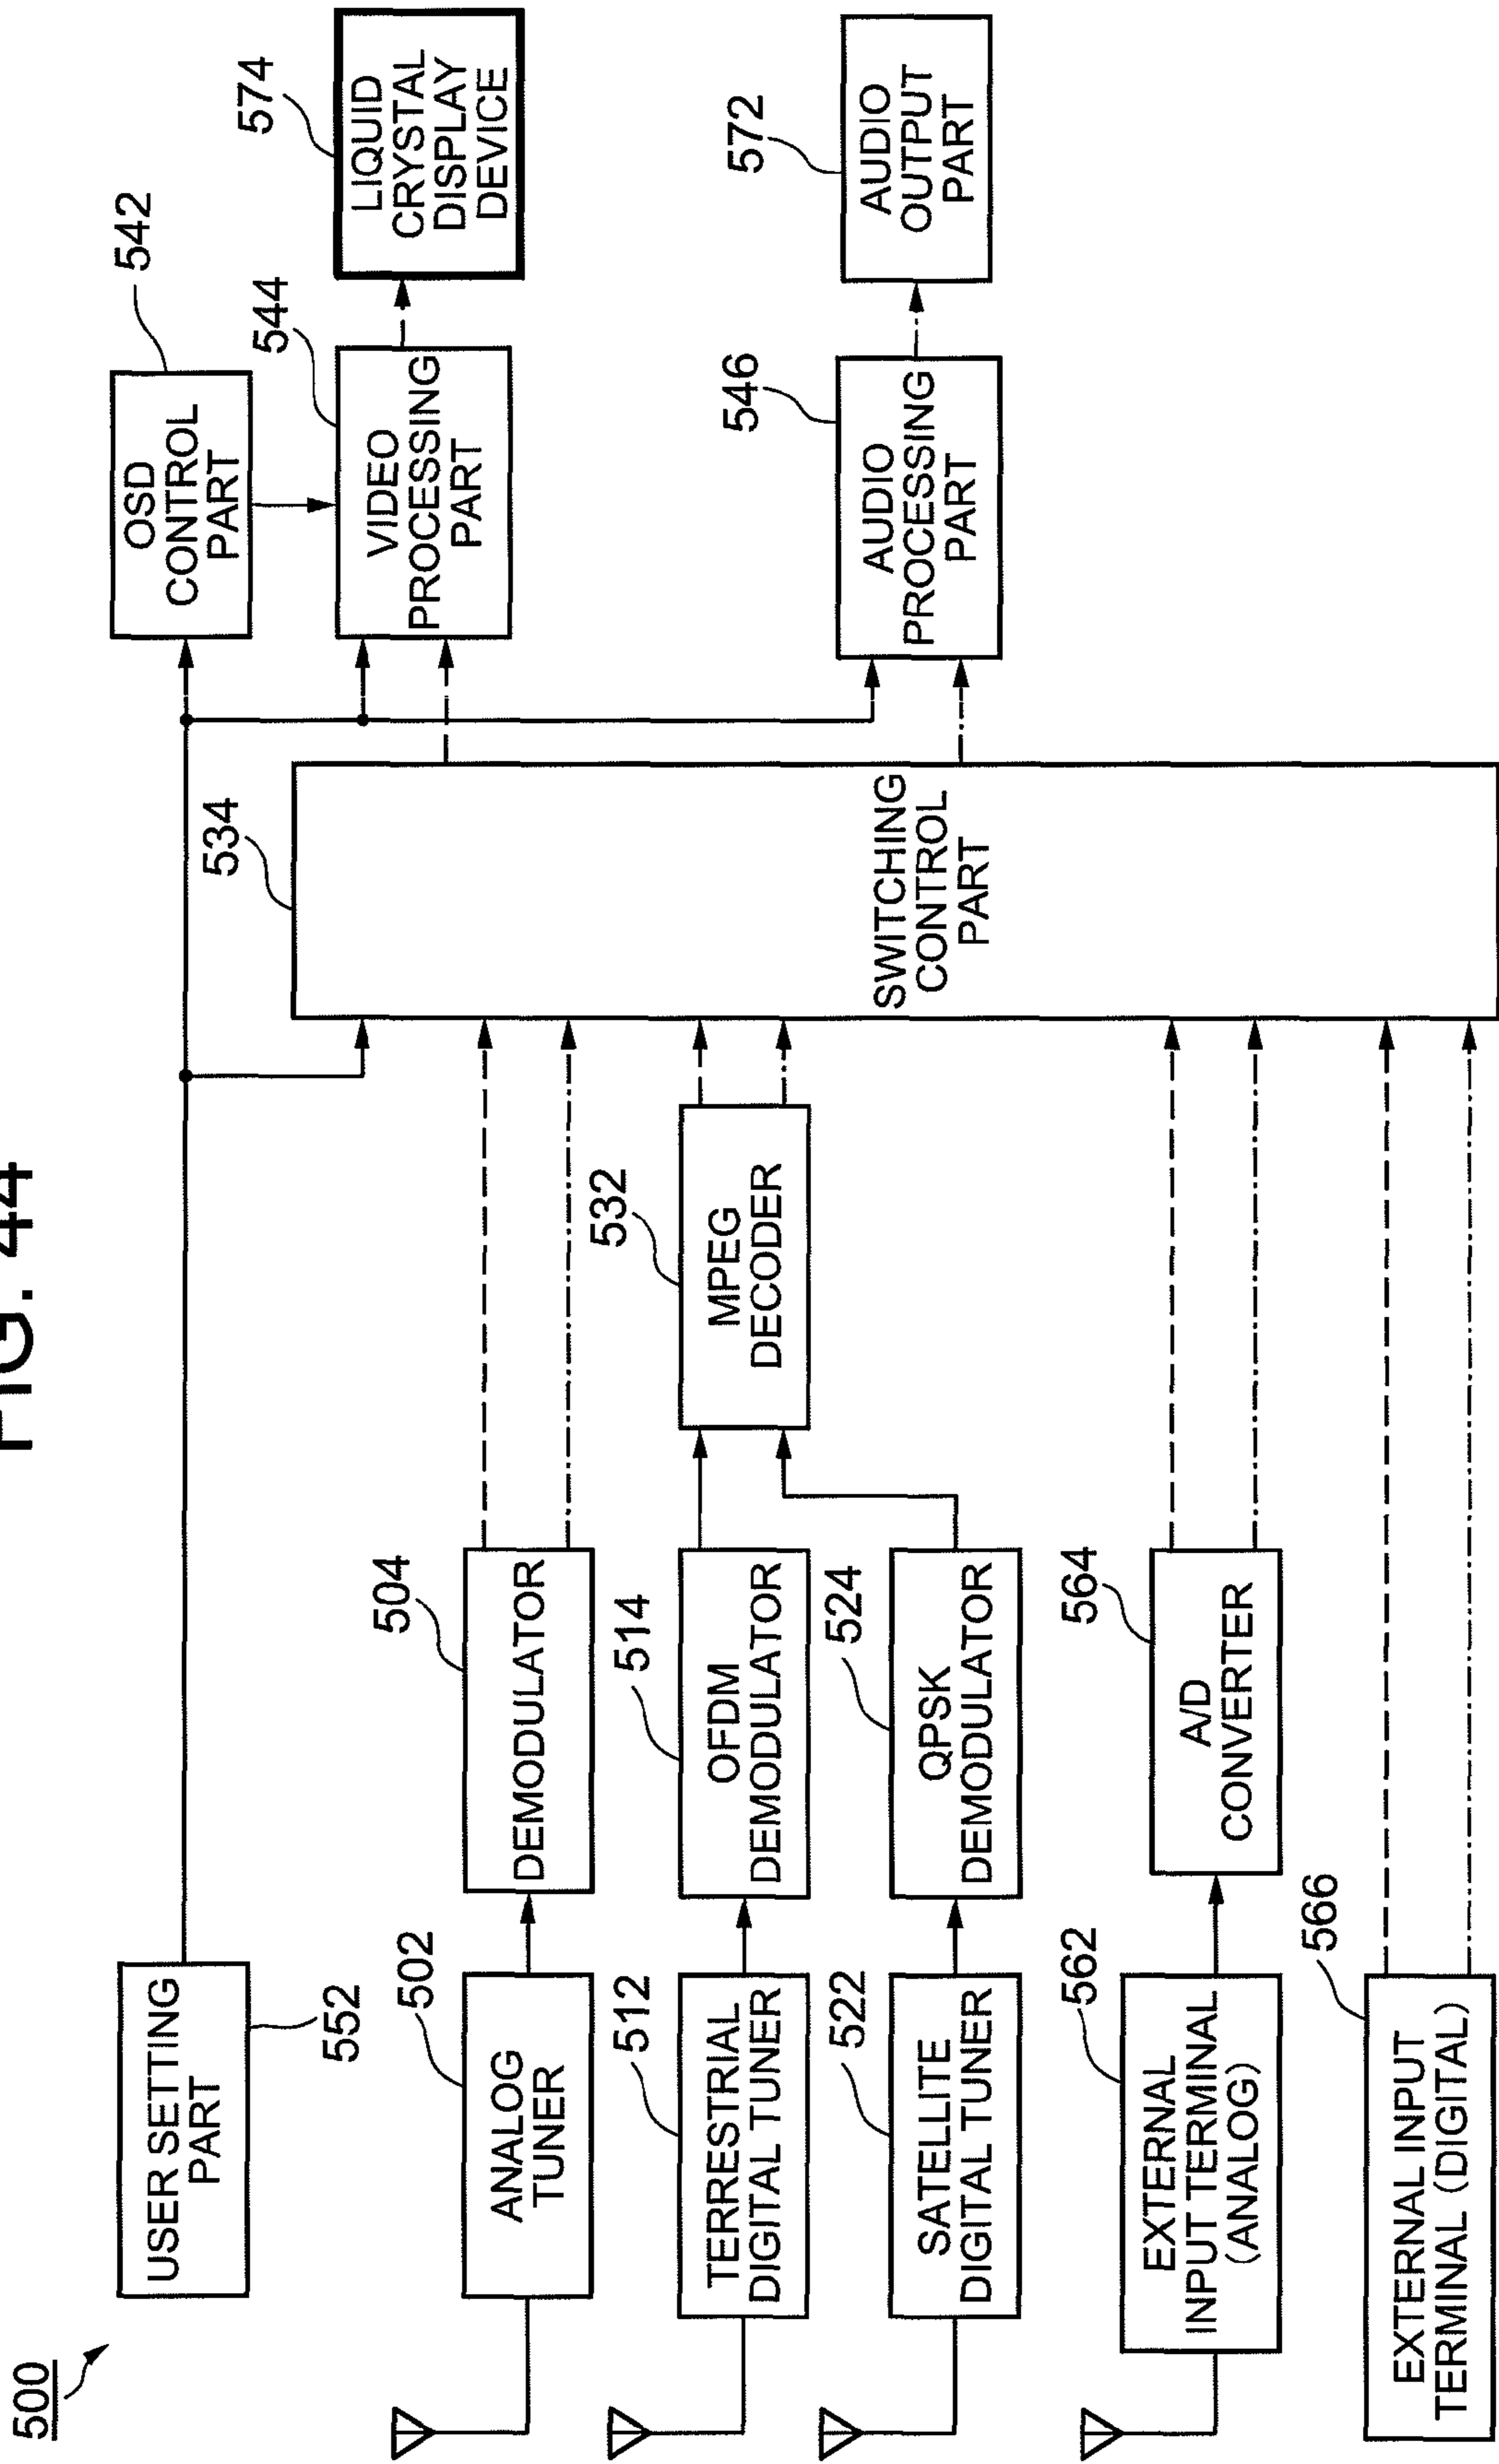 FIG. 44
500
USER SETTING
PART
552
502
ANALOG
TUNER
504
DEMODULATOR
512
TERRESTRIAL
DIGITAL TUNER
514
OFDM
DEMODULATOR
522
SATELLITE
DIGITAL TUNER
524
QPSK
DEMODULATOR
532
MPEG
DECODER
562
EXTERNAL
INPUT TERMINAL
(ANALOG)
564
A/D
CONVERTER
566
EXTERNAL INPUT
TERMINAL (DIGITAL)
534
SWITCHING
CONTROL
PART
542
OSD
CONTROL
PART
544
VIDEO
PROCESSING
PART
574
LIQUID
CRYSTAL
DISPLAY
DEVICE
546
AUDIO
PROCESSING
PART
572
AUDIO
OUTPUT
PART